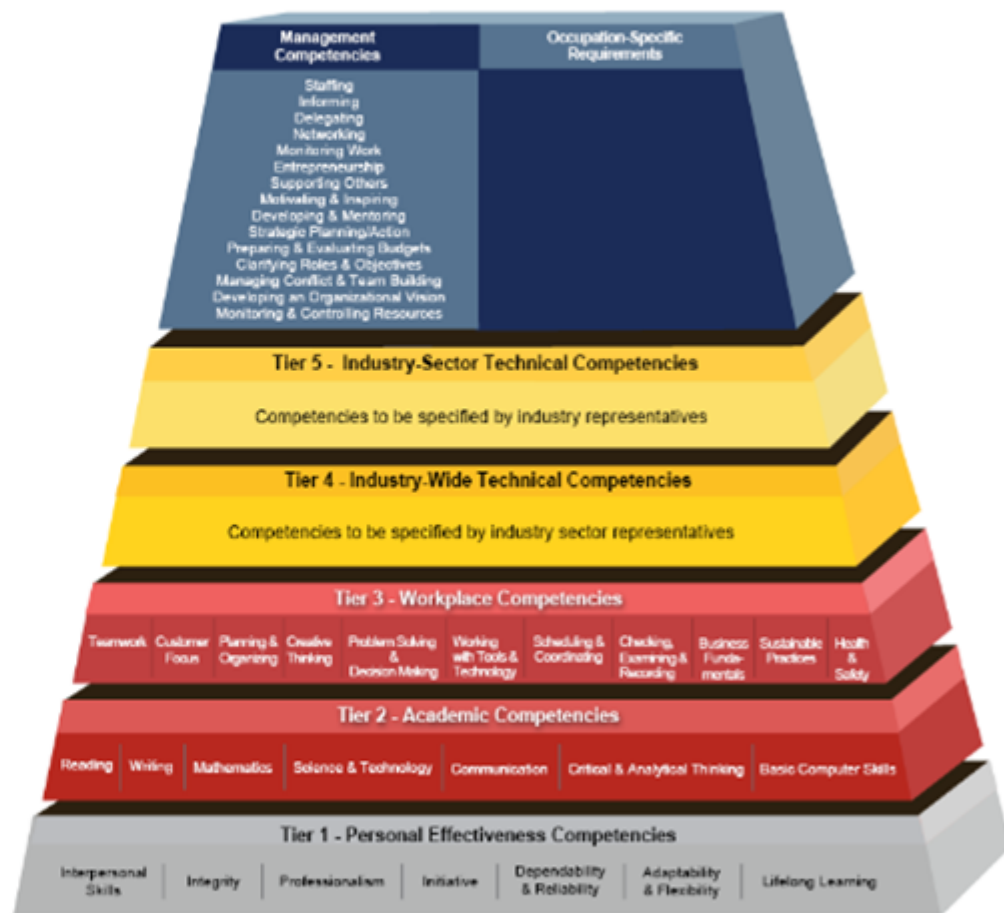 Management
Competencies
Occupation-Specific
Requirements
Staffing
Informing
Delegating
Networking
Monitoring Work
Entrepreneurship
Supporting Others
Motivating & Inspiring
Developing & Mentoring
Strategic Planning/Action
Preparing & Evaluating Budgets
Clarifying Roles & Objectives
Managing Conflict & Team Building
Developing an Organizational Vision
Monitoring & Controlling Resources
Tier 5 - Industry-Sector Technical Competencies
Competencies to be specified by industry representatives
Tier 4 - Industry-Wide Technical Competencies
Competencies to be specified by industry sector representatives
Tier 3 - Workplace Competencies
Teamwork
Customer
Focus
Planning &
Organizing
Creative
Thinking
Problem Solving
&
Decision Making
Working
with Tools &
Technology
Scheduling &
Coordinating
Checking,
Examining &
Recording
Business
Funda-
mentals
Sustainable
Practices
Health
&
Safety
Tier 2 - Academic Competencies
Reading
Writing
Mathematics
Science & Technology
Communication
Critical & Analytical Thinking
Basic Computer Skills
Tier 1 - Personal Effectiveness Competencies
Interpersonal
Skills
Integrity
Professionalism
Initiative
Dependability
& Reliability
Adaptability
& Flexibility
Lifelong Learning